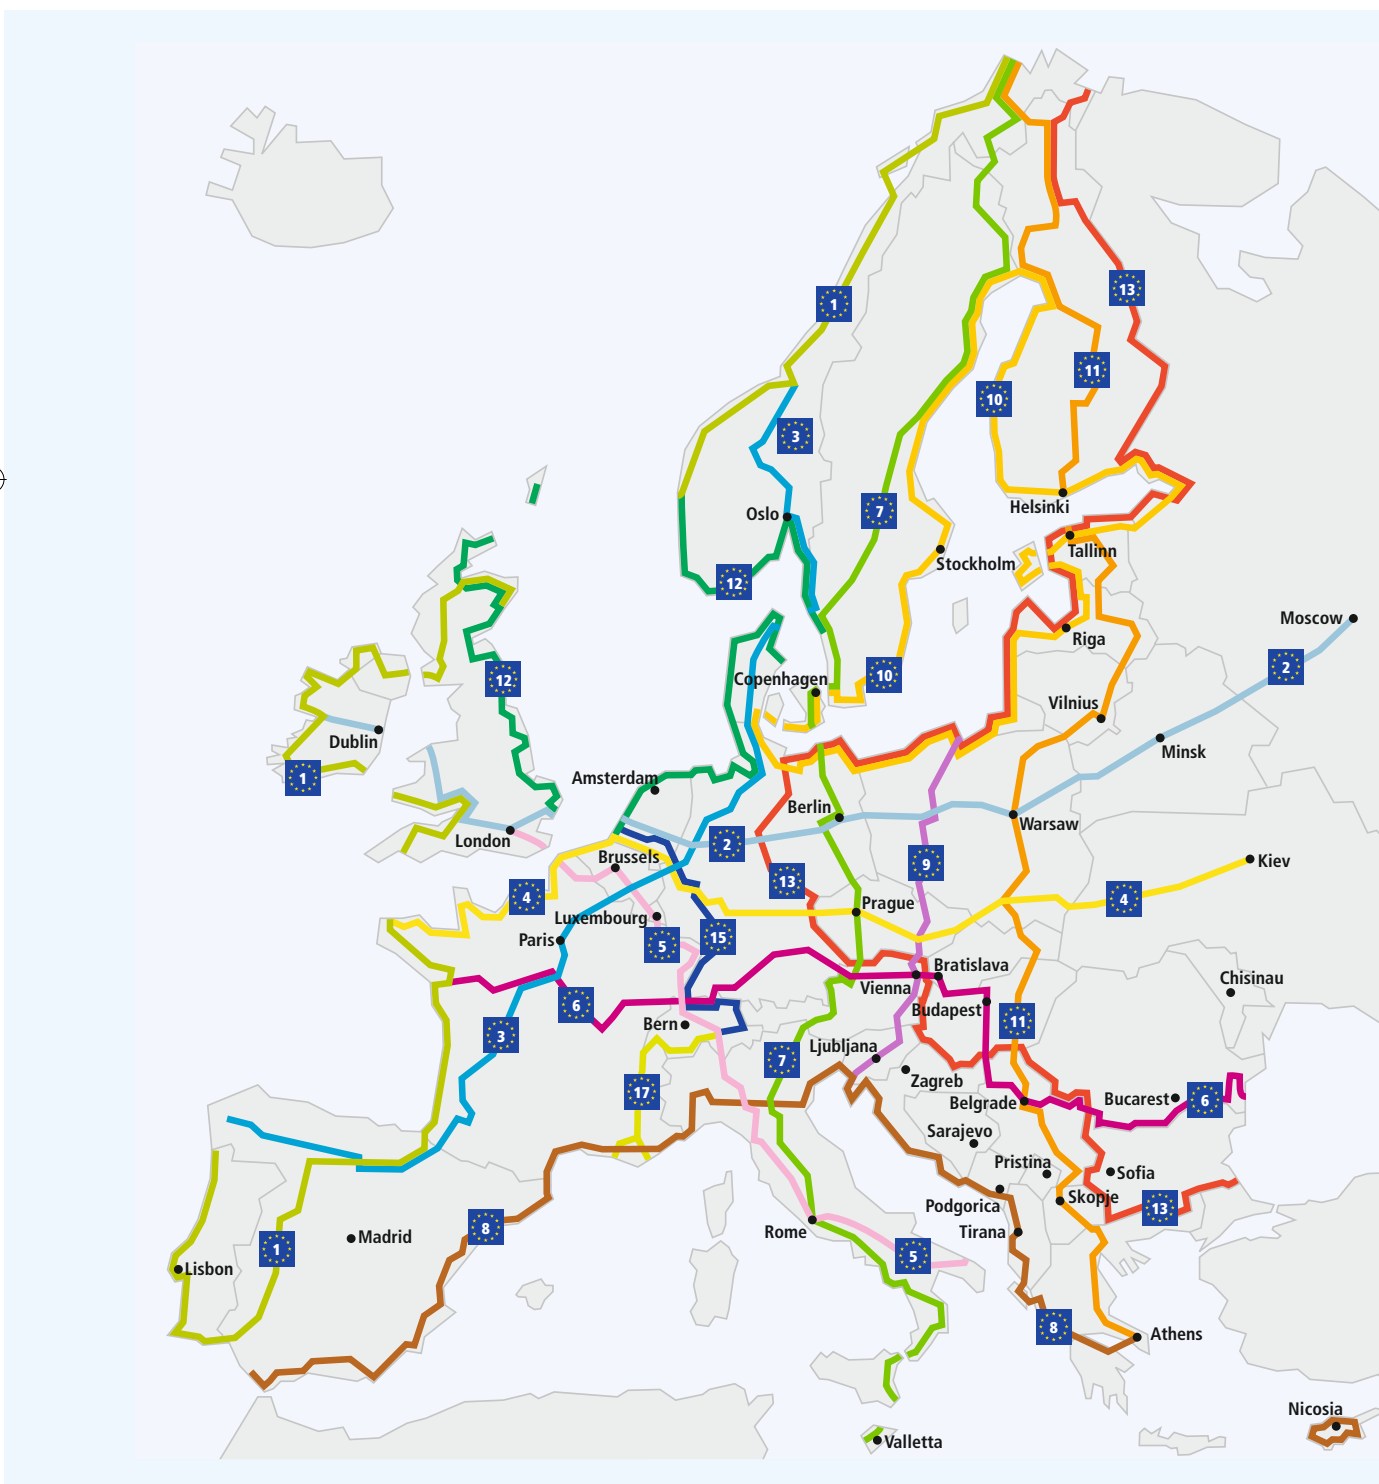 1
13
11
10
3
Helsinki
7
Oslo
Tallinn
Stockholm
12
Moscow
Riga
2
12
10
Copenhagen
Vilnius
Dublin
Minsk
1
Amsterdam
Berlin
Warsaw
London
2
Brussels
Kiev
9
13
4
4
Prague
Luxembourg
15
Paris
5
Bratislava
Chisinau
Vienna
6
Budapest
Bern
11
3
Ljubljana
7
Zagreb
17
Belgrade
Bucarest
6
Sarajevo
Pristina
Sofia
Skopje
Podgorica
13
Rome
Tirana
8
Madrid
1
5
Lisbon
8
Athens
Nicosia
Valletta